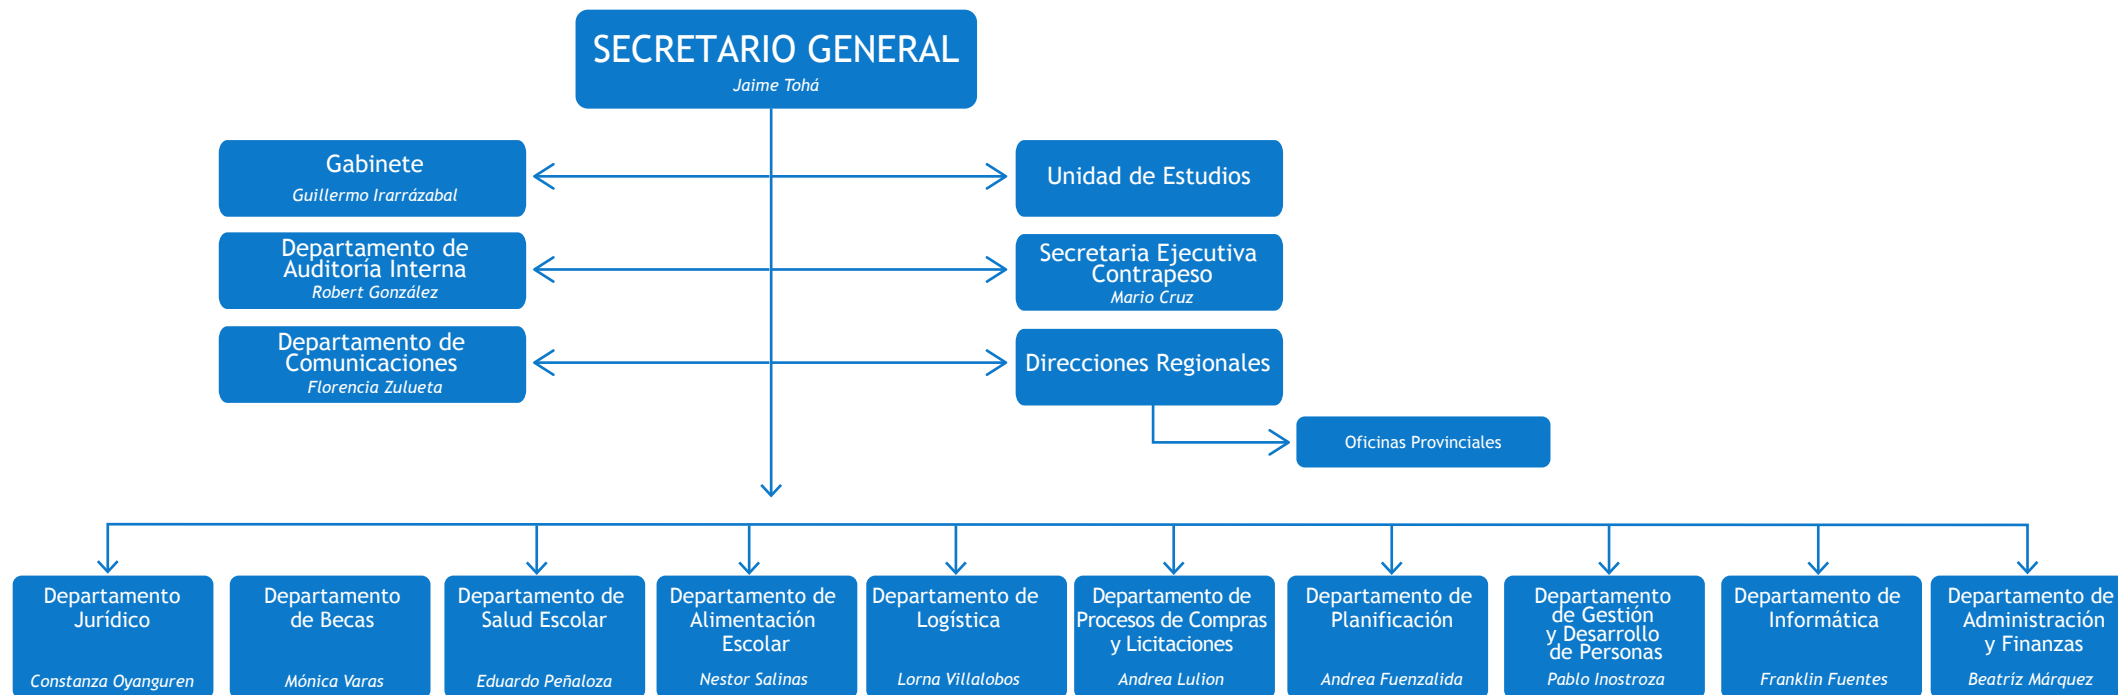 SECRETARIO GENERAL
Jaime Tohá
Gabinete
Guillermo Irarrázabal
Unidad de Estudios
Departamento de
Auditoría Interna
Robert González
Secretaria Ejecutiva
Contrapeso
Mario Cruz
Departamento de
Comunicaciones
Florencia Zulueta
Direcciones Regionales
Oficinas Provinciales
Departamento
Jurídico
Constanza Oyanguren
Departamento
de Becas
Mónica Varas
Departamento de
Salud Escolar
Eduardo Peñaloza
Departamento de
Alimentación
Escolar
Nestor Salinas
Departamento de
Logística
Lorna Villalobos
Departamento de
Procesos de Compras
y Licitaciones
Andrea Lulion
Departamento de
Planificación
Andrea Fuenzalida
Departamento
de Gestión
y Desarrollo
de Personas
Pablo Inostroza
Departamento de
Informática
Franklin Fuentes
Departamento de
Administración
y Finanzas
Beatríz Márquez